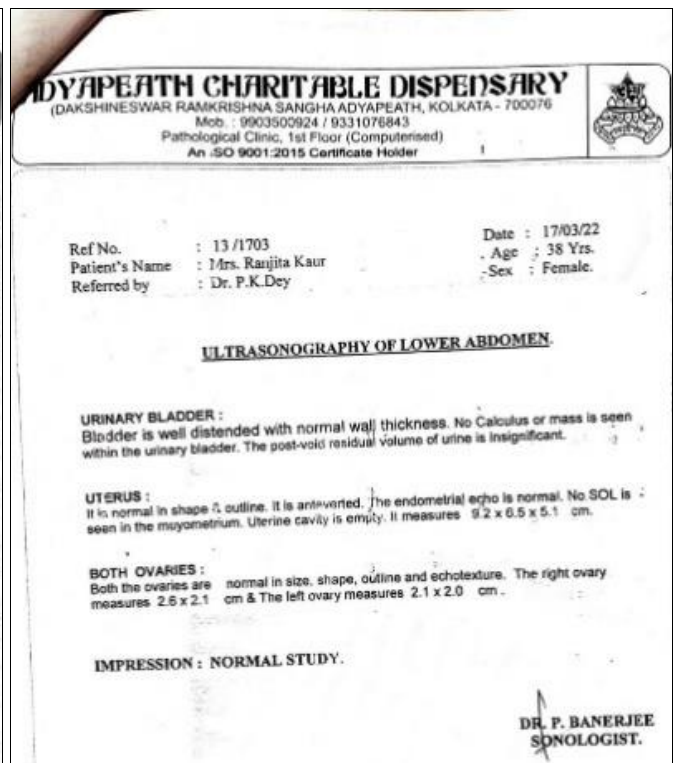 DYAPEATH CHARITABLE DISPENSARY
(DAKSHINESWAR RAMKRISHNA SANGHA ADYAPEATH, KOLKATA - 700076
Mob. : 9903500924 / 9331076843
Pathological Clinic, 1st Floor (Computerised)
An ISO 9001:2015 Certificate Holder
Ref No. : 13 /1703
Date : 17/03/22
Patient's Name : Mrs. Ranjita Kaur
Age : 38 Yrs.
Referred by : Dr. P.K.Dey
Sex : Female.
ULTRASONOGRAPHY OF LOWER ABDOMEN.
URINARY BLADDER :
Bladder is well distended with normal wall thickness. No Calculus or mass is seen
within the urinary bladder. The post-void residual volume of urine is insignificant.
UTERUS :
It is normal in shape & outline. It is anteverted. The endometrial echo is normal. No SOL is
seen in the muyometrium. Uterine cavity is empty. It measures 9.2 x 6.5 x 5.1 cm.
BOTH OVARIES :
Both the ovaries are normal in size, shape, outline and echotexture. The right ovary
measures 2.6 x 2.1 cm & The left ovary measures 2.1 x 2.0 cm .
IMPRESSION : NORMAL STUDY.
DR. P. BANERJEE
SONOLOGIST.